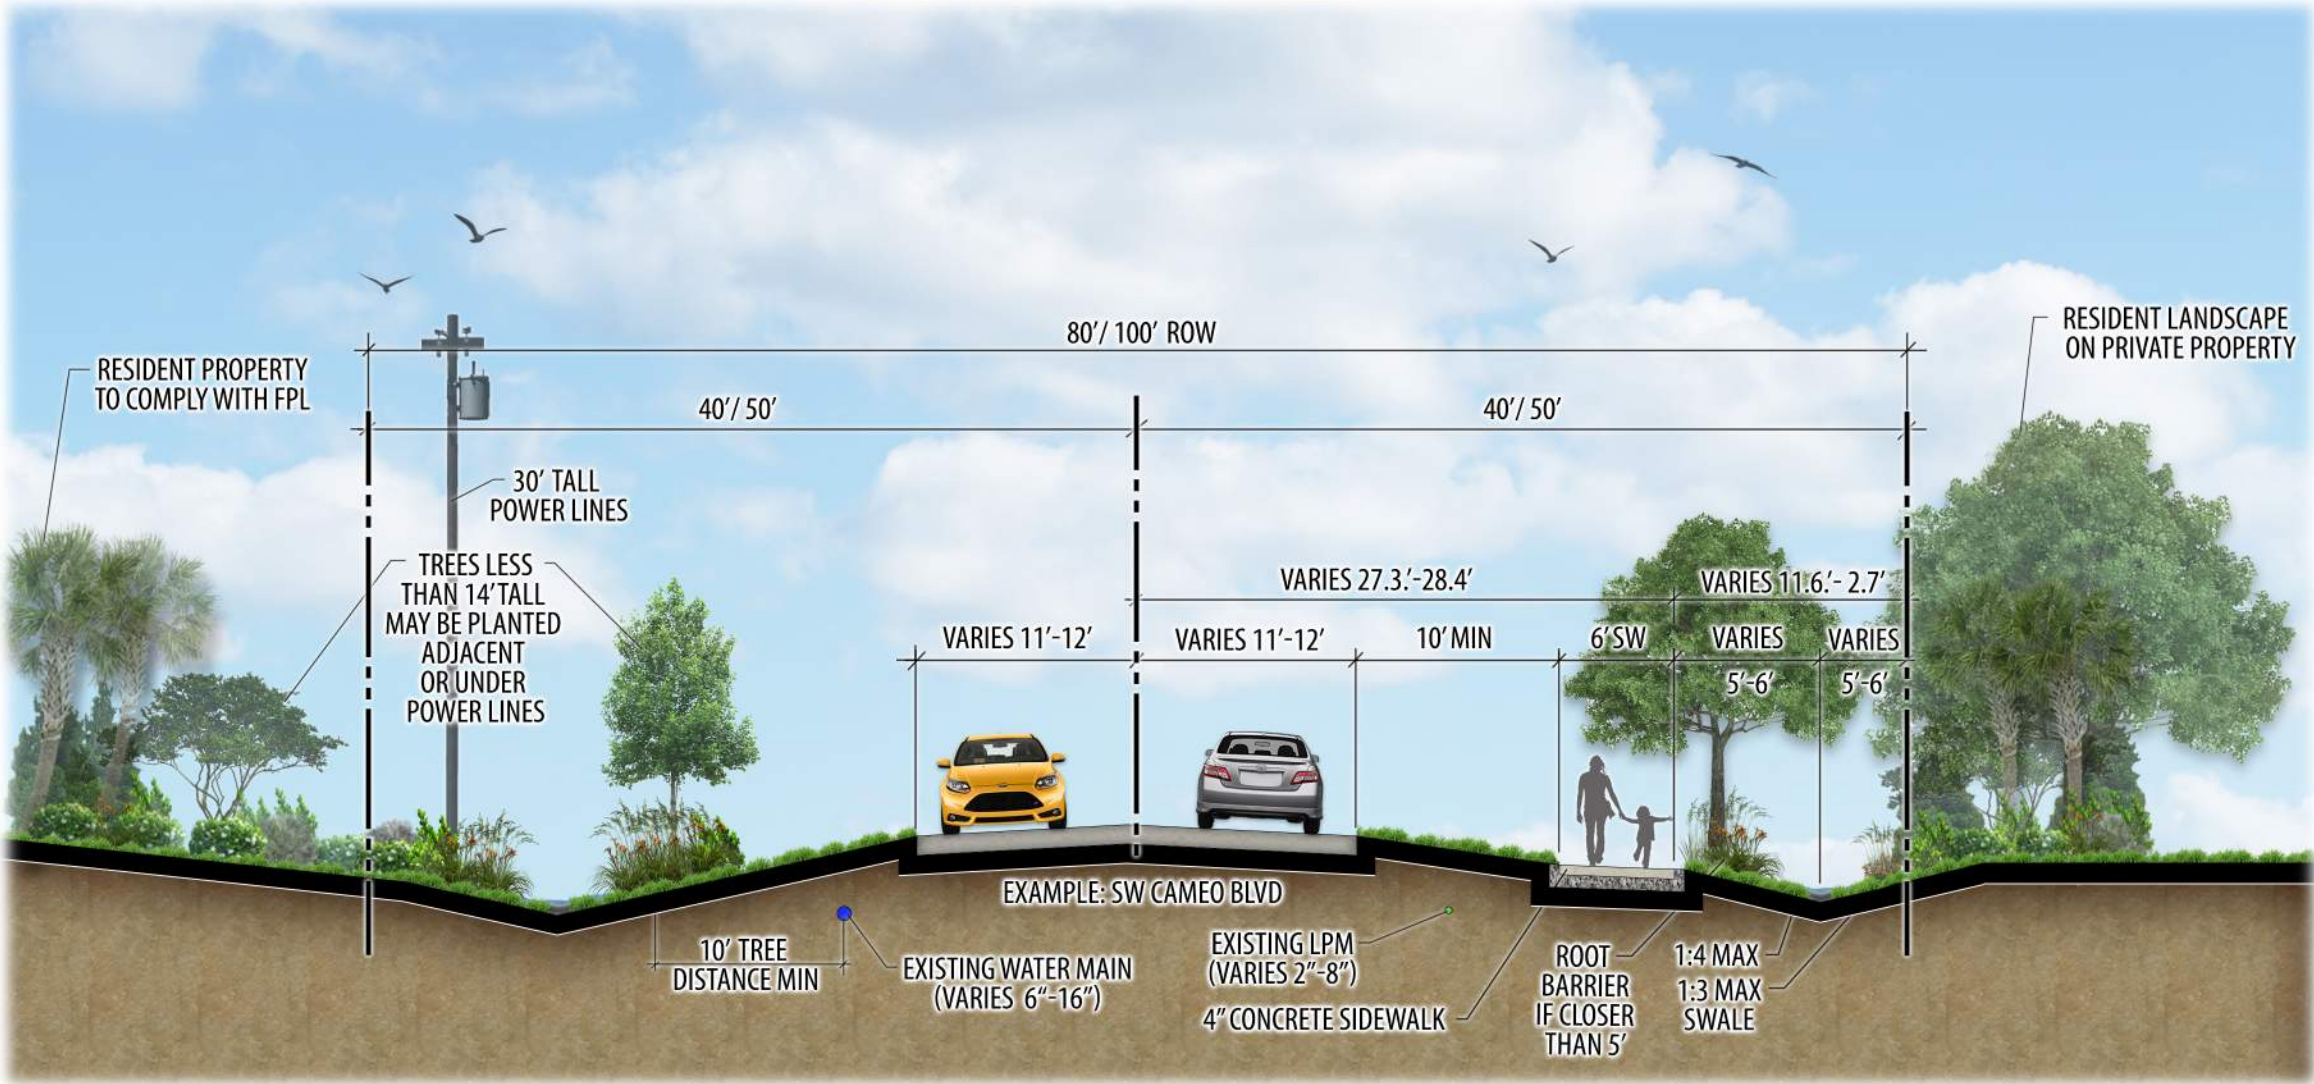 80'/ 100' ROW
RESIDENT LANDSCAPE
ON PRIVATE PROPERTY
RESIDENT PROPERTY
TO COMPLY WITH FPL
40'/ 50'
40'/ 50'
30' TALL
POWER LINES
TREES LESS
THAN 14' TALL
MAY BE PLANTED
ADJACENT
OR UNDER
POWER LINES
VARIES 27.3.'-28.4'
VARIES 11.6.'- 2.7'
VARIES 11'-12'
VARIES 11'-12'
10' MIN
6' SW
VARIES
5'-6'
VARIES
5'-6'
EXAMPLE: SW CAMEO BLVD
10' TREE
DISTANCE MIN
EXISTING WATER MAIN
(VARIES 6"-16")
EXISTING LPM
(VARIES 2"-8")
4" CONCRETE SIDEWALK
ROOT
BARRIER
IF CLOSER
THAN 5'
1:4 MAX
1:3 MAX
SWALE